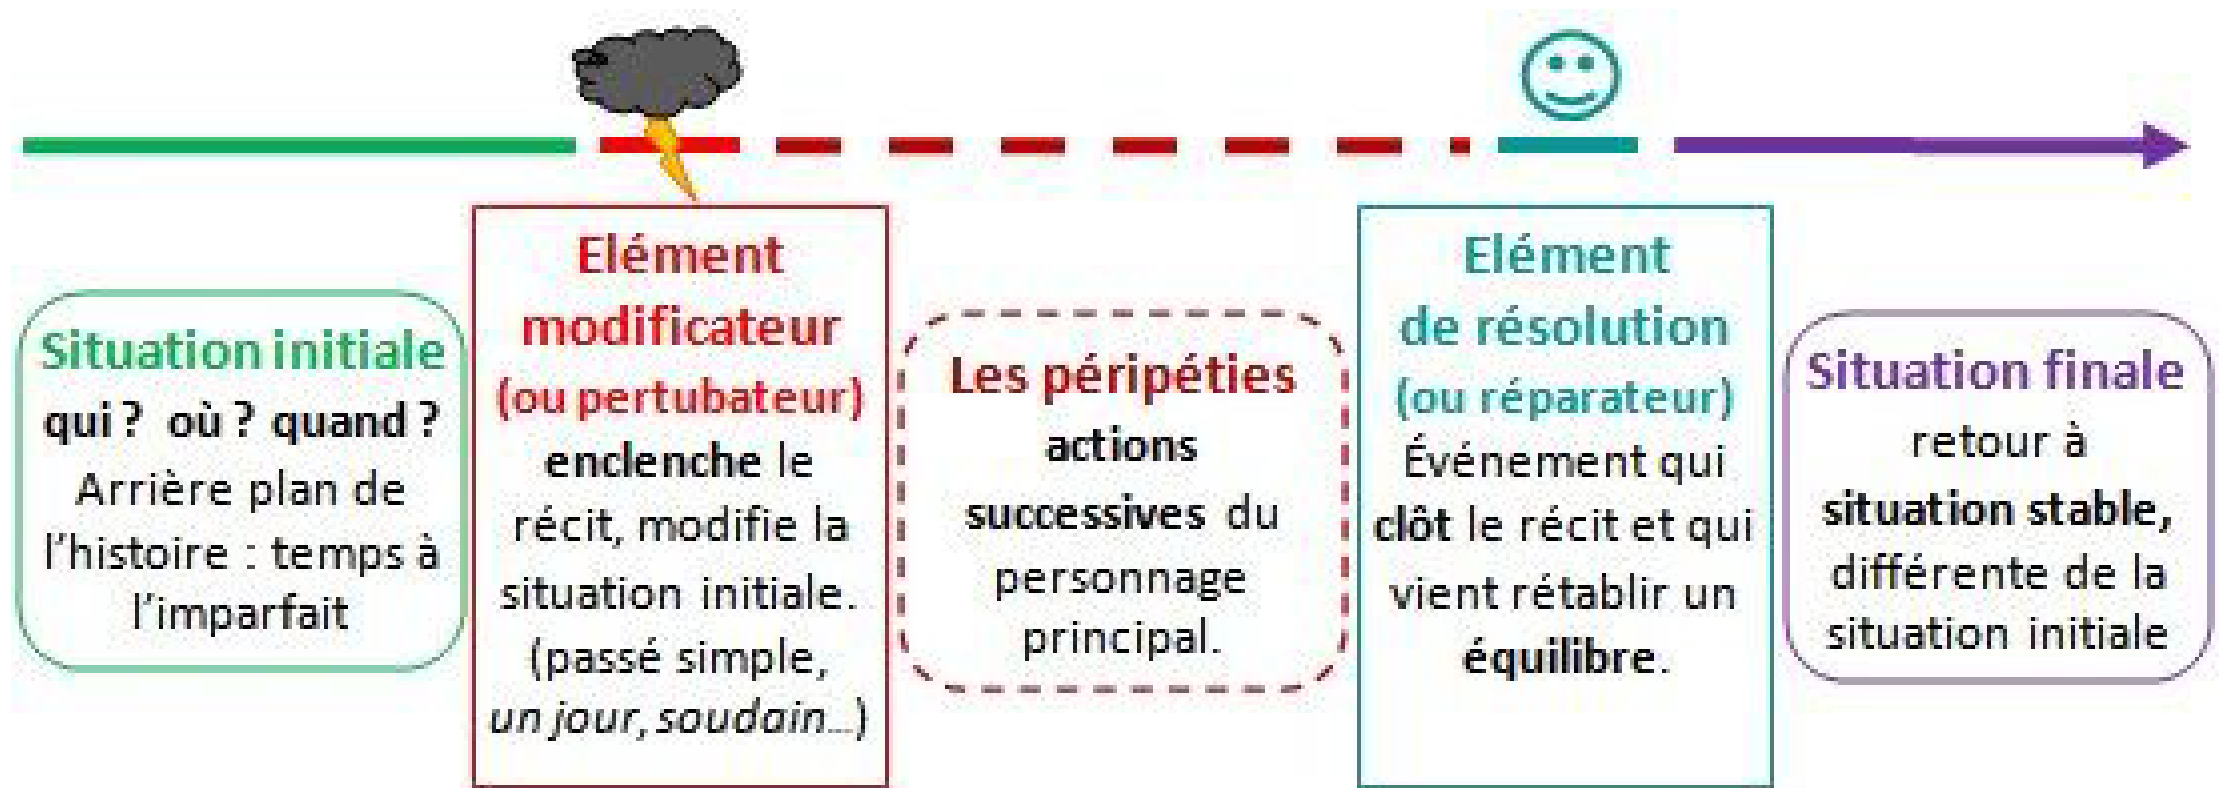 Situation initiale
qui ? où ? quand ?
Arrière plan de
l'histoire : temps à
l'imparfait
Elément
modificateur
(ou pertubateur)
enclenche le
récit, modifie la
situation initiale.
(passé simple,
un jour, soudain...)
Les péripéties
actions
successives du
personnage
principal.
Elément
de résolution
(ou réparateur)
Événement qui
clôt le récit et qui
vient rétablir un
équilibre.
Situation finale
retour à
situation stable,
différente de la
situation initiale